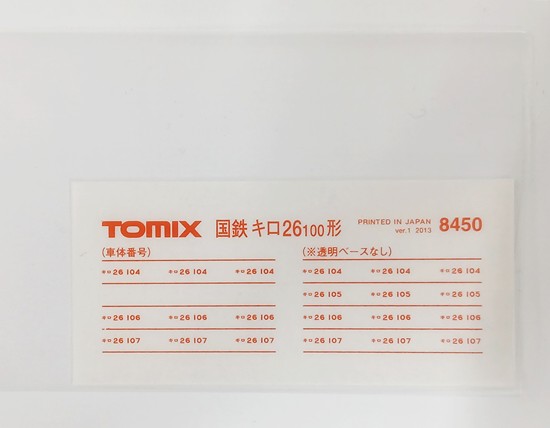 TOMIX 国鉄 キロ26100形 PRINTED IN JAPAN ver.1 2013 8450
(車体番号) (※透明ベースなし)
キロ26 104 キロ26 104 キロ26 104 キロ26 104 キロ26 104 キロ26 104
キロ26 105 キロ26 105 キロ26 105
キロ26 106 キロ26 106 キロ26 106 キロ26 106 キロ26 106 キロ26 106
キロ26 107 キロ26 107 キロ26 107 キロ26 107 キロ26 107 キロ26 107